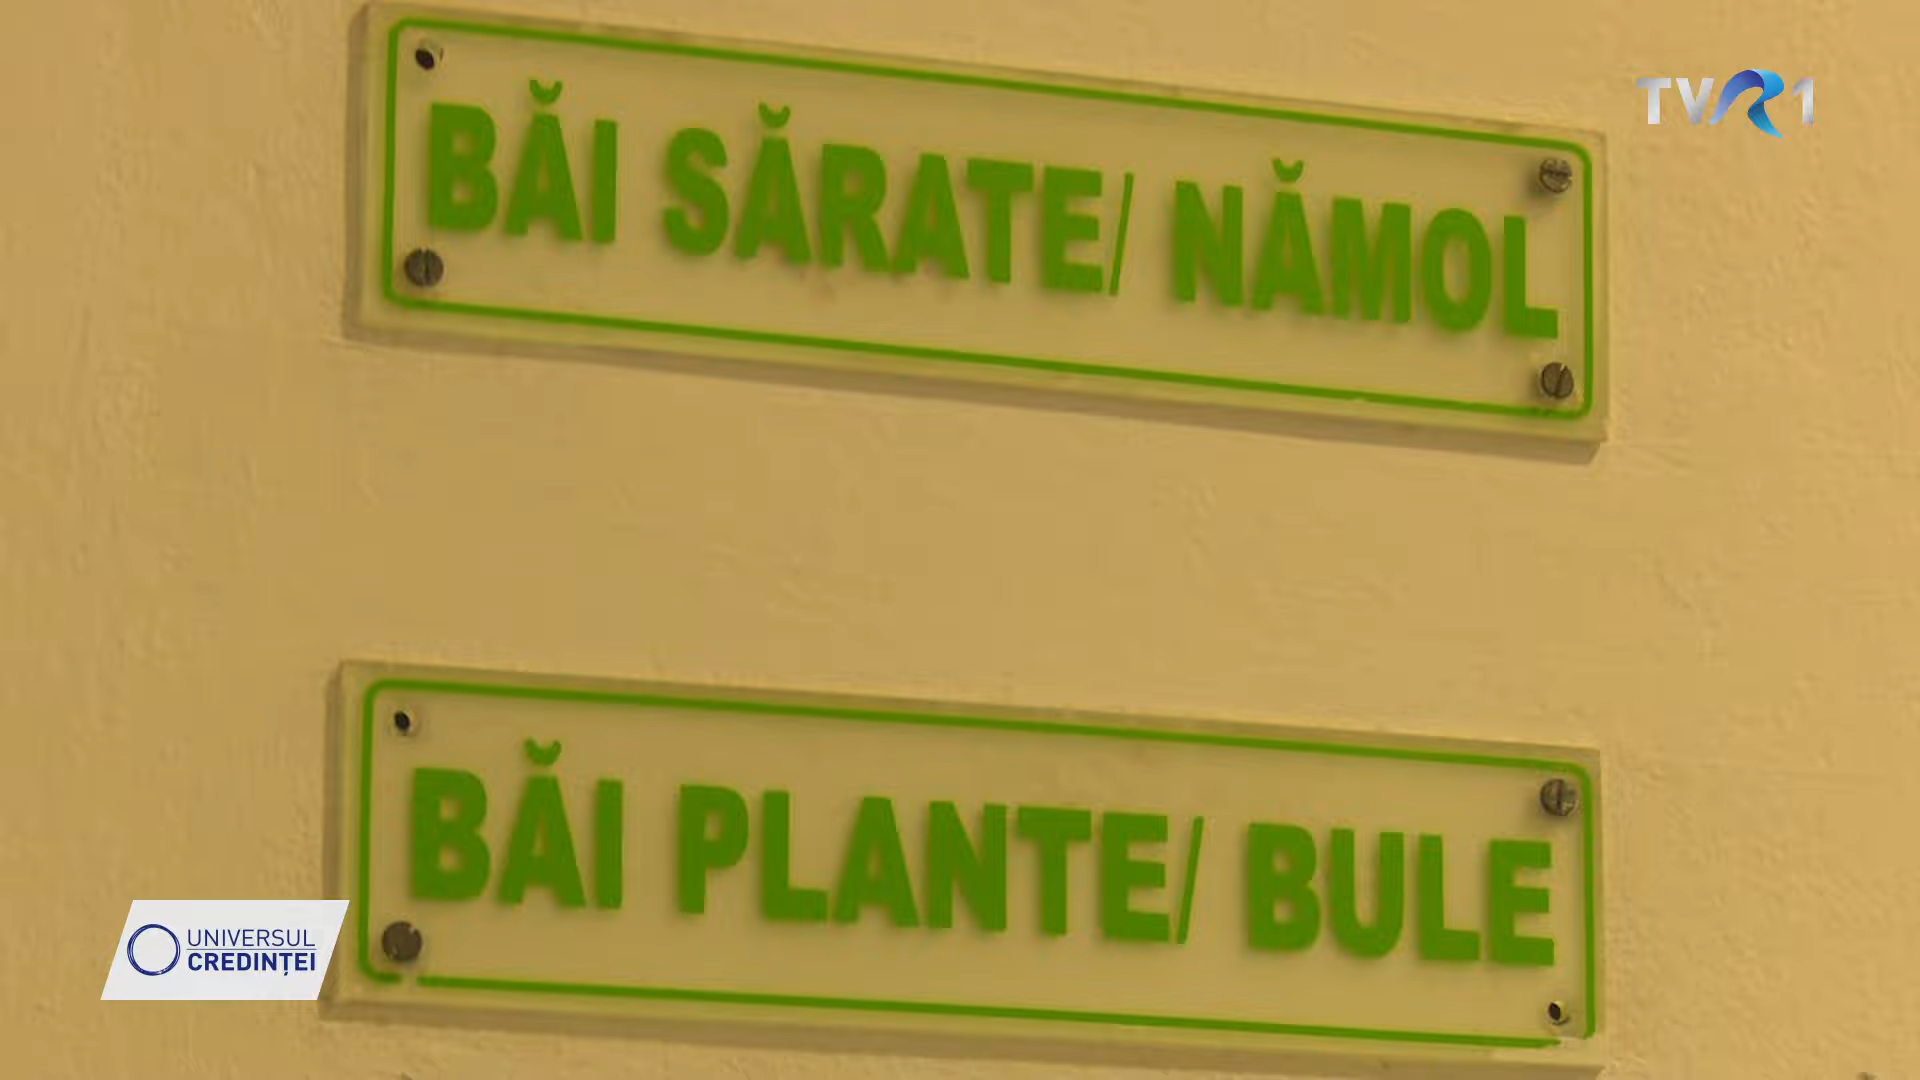 TVR1
BĂI SĂRATE/ NĂMOL
BĂI PLANTE/ BULE
UNIVERSUL
CREDINȚEI